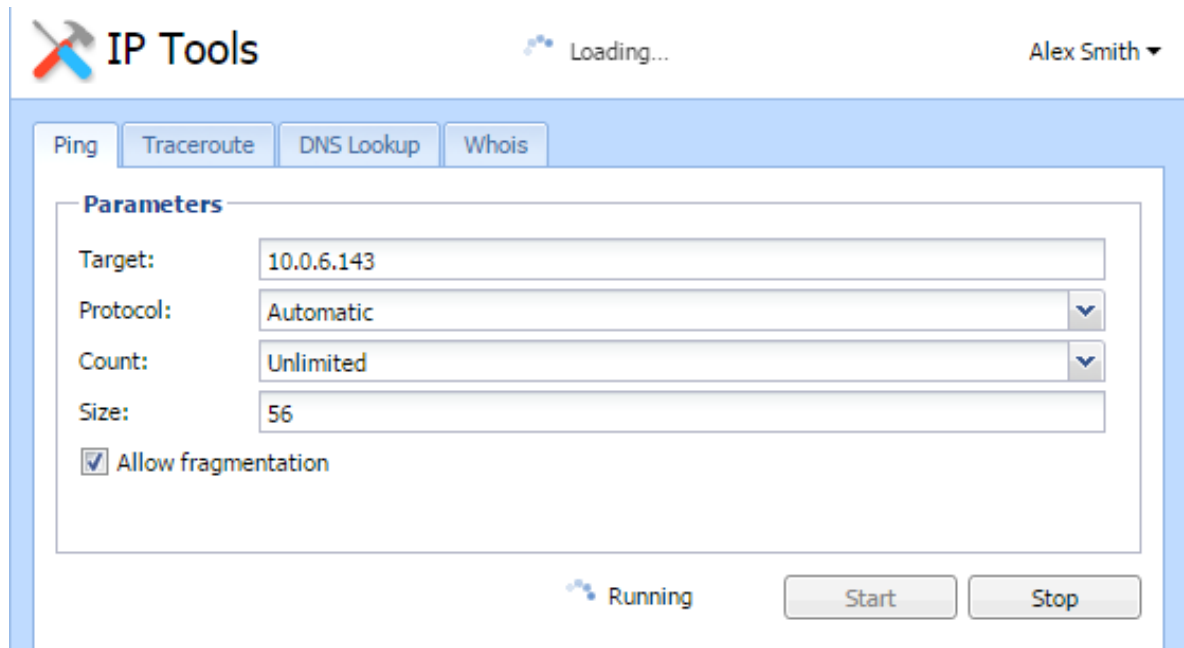 IP Tools Loading... Alex Smith
Ping Traceroute DNS Lookup Whois
Parameters
Target: 10.0.6.143
Protocol: Automatic
Count: Unlimited
Size: 56
Allow fragmentation
Running Start Stop